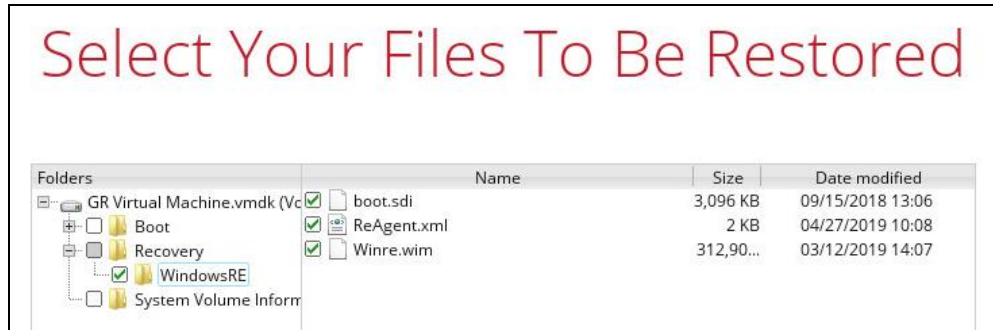 Select Your Files To Be Restored
Folders Name Size Date modified
GR Virtual Machine.vmdk (Vo boot.sdi 3,096 KB 09/15/2018 13:06
Boot ReAgent.xml 2 KB 04/27/2019 10:08
Recovery Winre.wim 312,90... 03/12/2019 14:07
WindowsRE
System Volume Inform